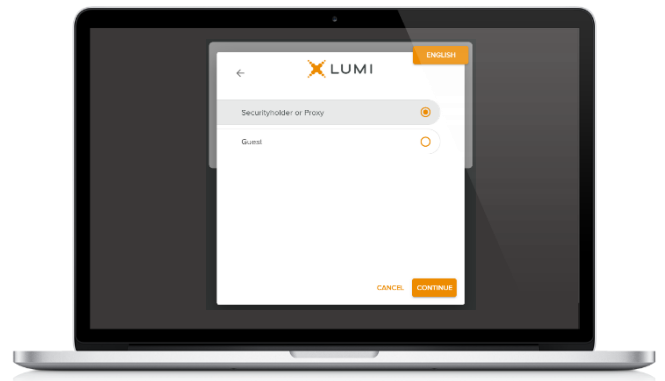 ENGLISH
LUMI
Securityholder or Proxy
Guest
CANCEL
CONTINUE